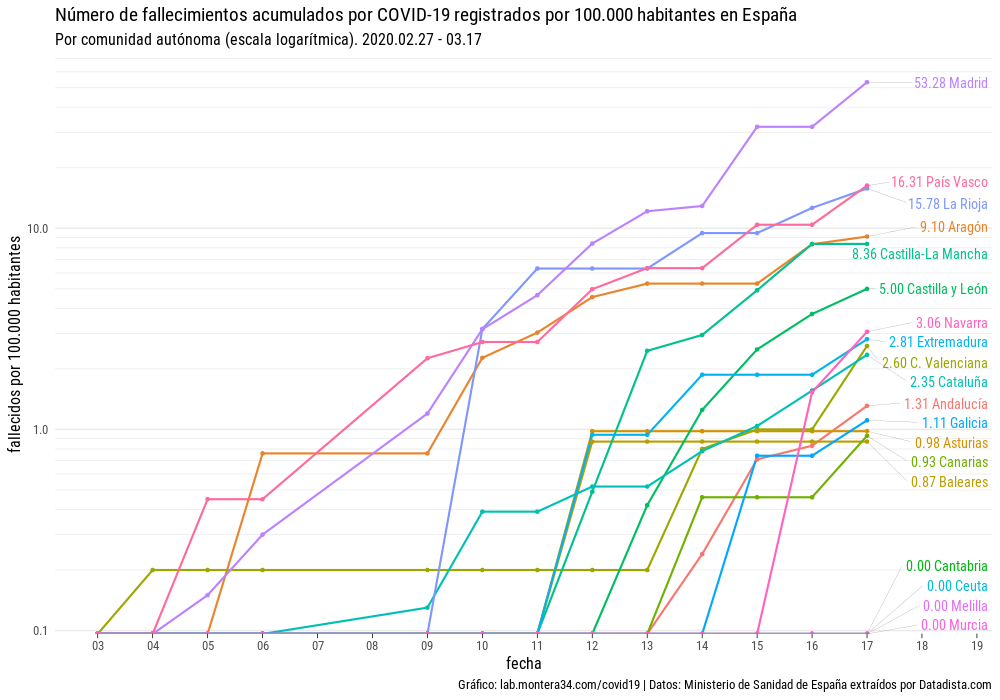 Número de fallecimientos acumulados por COVID-19 registrados por 100.000 habitantes en España
Por comunidad autónoma (escala logarítmica). 2020.02.27 - 03.17
fallecidos por 100.000 habitantes
10.0
1.0
0.1
53.28 Madrid
16.31 País Vasco
15.78 La Rioja
9.10 Aragón
8.36 Castilla-La Mancha
5.00 Castilla y León
3.06 Navarra
2.81 Extremadura
2.60 C. Valenciana
2.35 Cataluña
1.31 Andalucía
1.11 Galicia
0.98 Asturias
0.93 Canarias
0.87 Baleares
0.00 Cantabria
0.00 Ceuta
0.00 Melilla
0.00 Murcia
03 04 05 06 07 08 09 10 11 12 13 14 15 16 17 18 19
fecha
Gráfico: lab.montera34.com/covid19 | Datos: Ministerio de Sanidad de España extraídos por Datadista.com